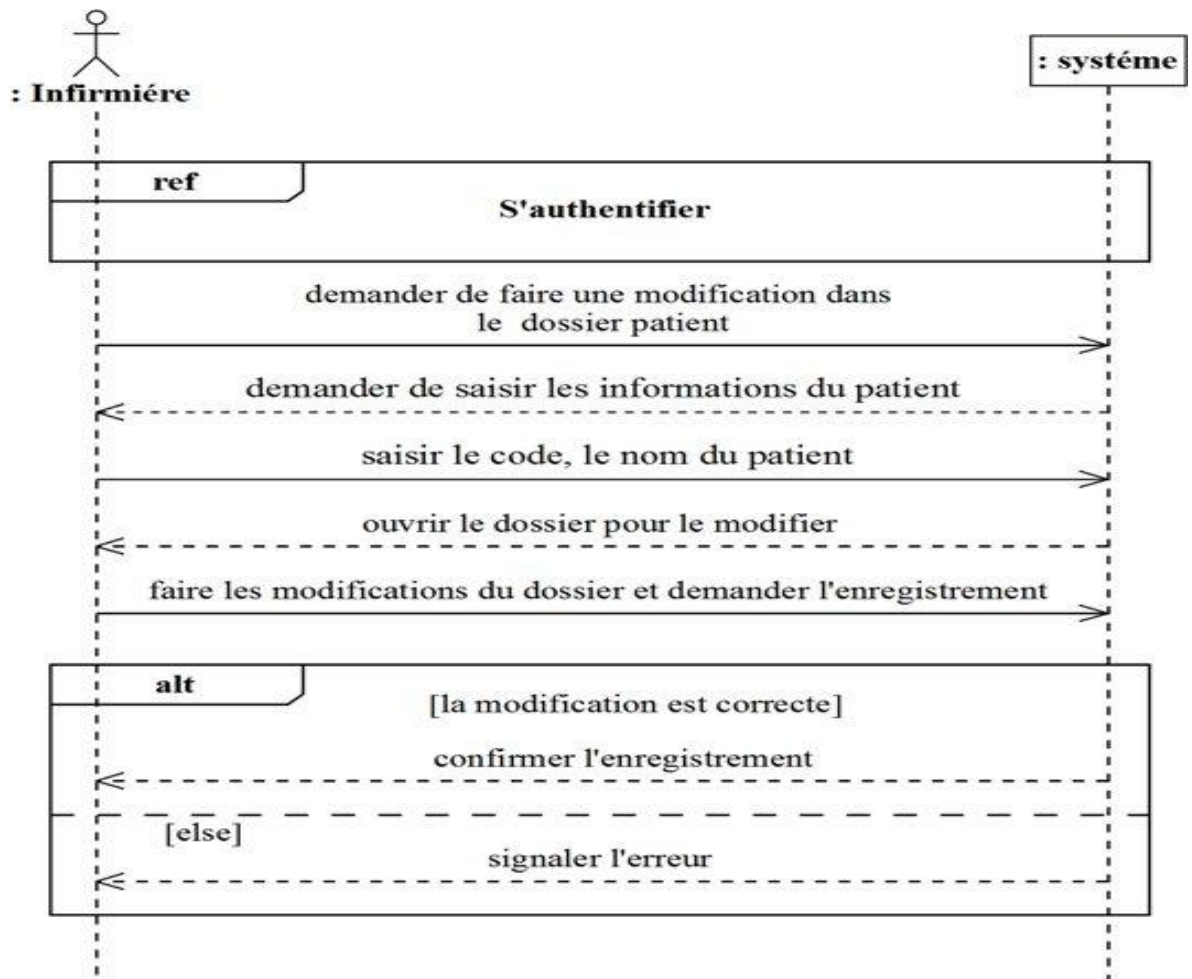 : Infirmiére
: systéme
ref
S'authentifier
demander de faire une modification dans
le dossier patient
demander de saisir les informations du patient
saisir le code, le nom du patient
ouvrir le dossier pour le modifier
faire les modifications du dossier et demander l'enregistrement
alt
[la modification est correcte]
confirmer l'enregistrement
[else]
signaler l'erreur